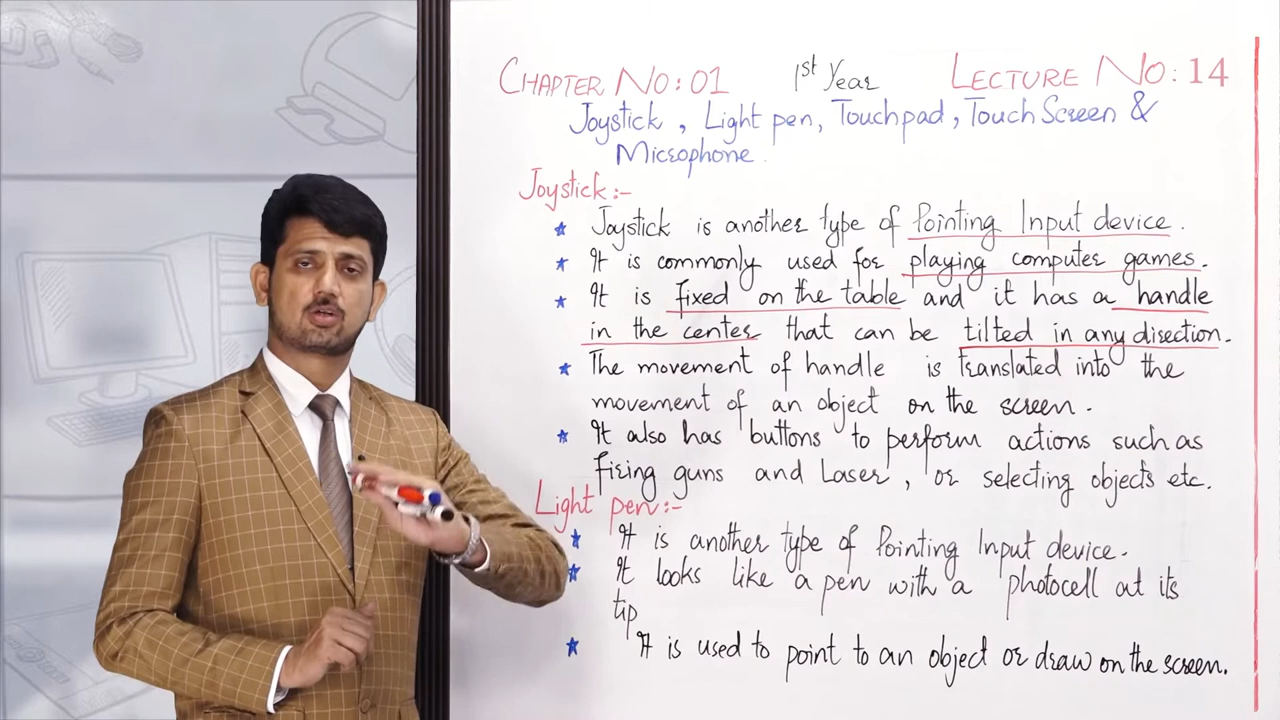 CHAPTER No: 01 1st Year LECTURE No: 14
Joystick, Light pen, Touchpad, Touch Screen &
Microphone.
Joystick:-
★ Joystick is another type of Pointing Input device.
★ It is commonly used for playing computer games.
★ It is fixed on the table and it has a handle
in the center that can be tilted in any direction.
★ The movement of handle is translated into the
movement of an object on the screen.
★ It also has buttons to perform actions such as
firing guns and Laser, or selecting objects etc.
Light pen:-
★ It is another type of Pointing Input device.
★ It looks like a pen with a photocell at its
tip
★ It is used to point to an object or draw on the screen.